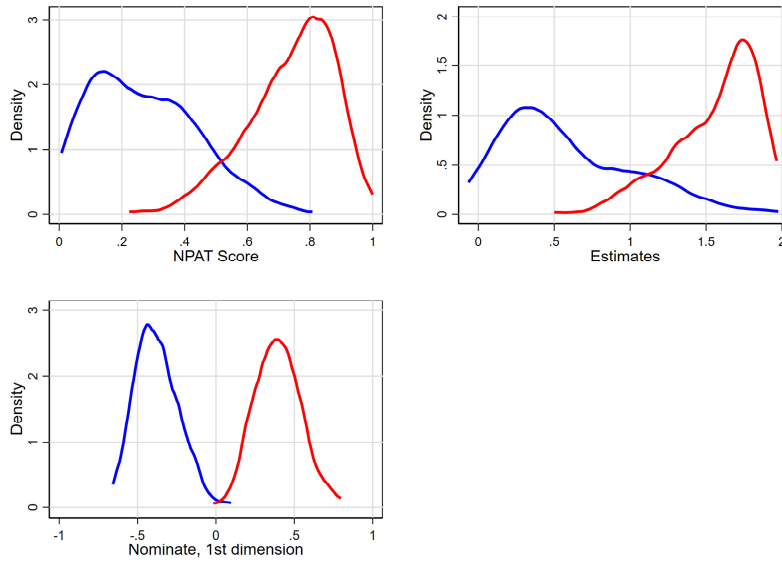 Density
3
2
1
0
0 .2 .4 .6 .8 1
NPAT Score
Density
2
1.5
1
.5
0
0 .5 1 1.5 2
Estimates
Density
3
2
1
0
-1 -.5 0 .5 1
Nominate, 1st dimension